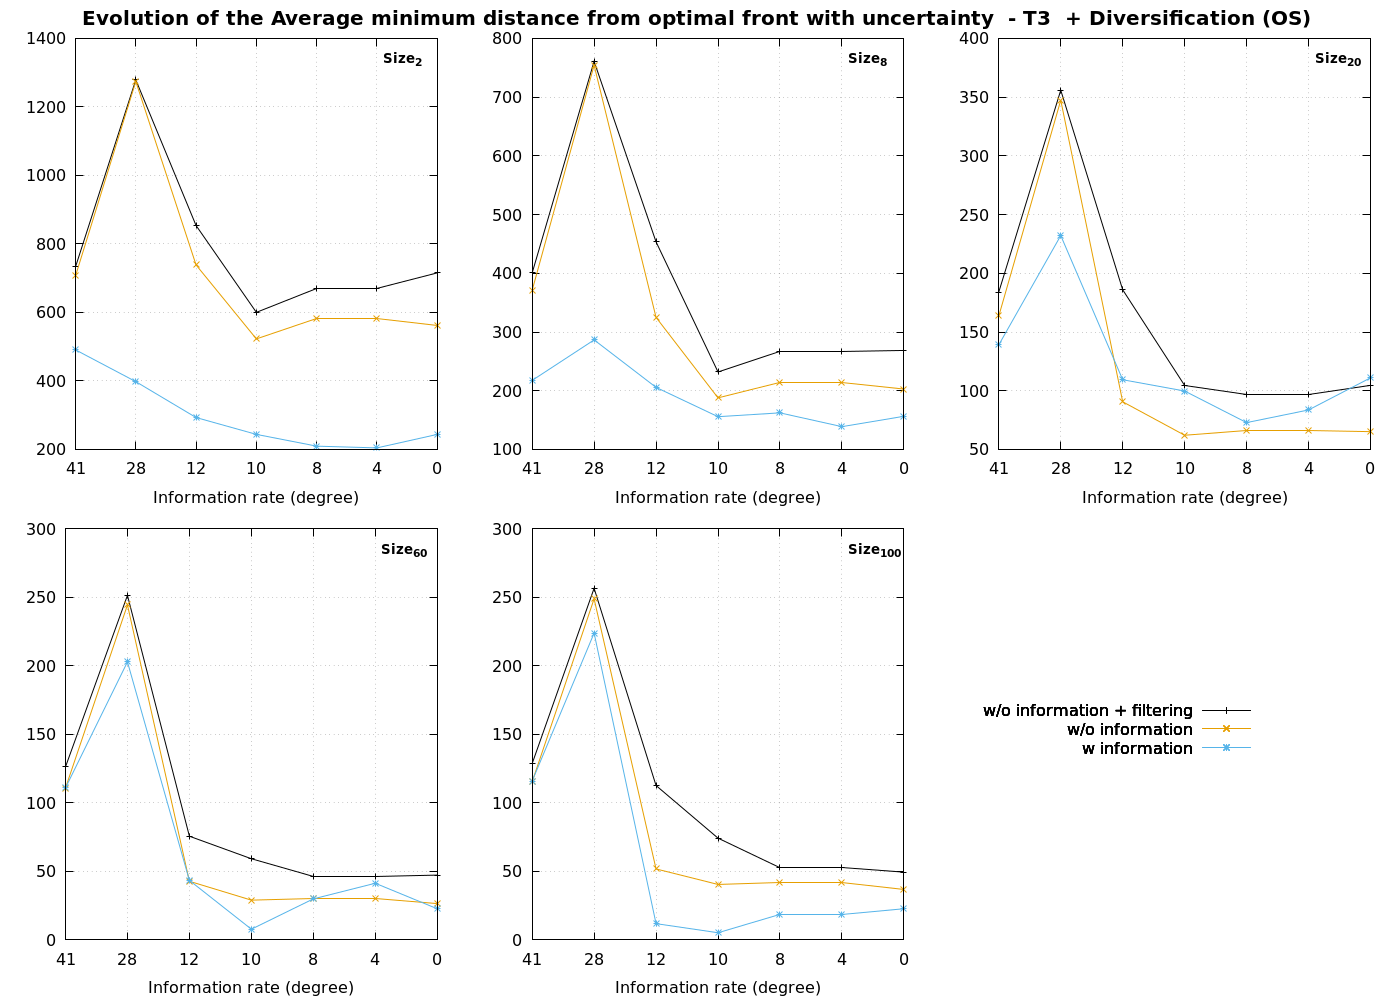 Evolution of the Average minimum distance from optimal front with uncertainty  - T3  + Diversification (OS)
1400
1200
1000
800
600
400
200
Size2
41 28 12 10 8 4 0
Information rate (degree)
800
700
600
500
400
300
200
100
Size8
41 28 12 10 8 4 0
Information rate (degree)
400
350
300
250
200
150
100
50
Size20
41 28 12 10 8 4 0
Information rate (degree)
300
250
200
150
100
50
0
Size60
41 28 12 10 8 4 0
Information rate (degree)
300
250
200
150
100
50
0
Size100
41 28 12 10 8 4 0
Information rate (degree)
w/o information + filtering
w/o information
w information